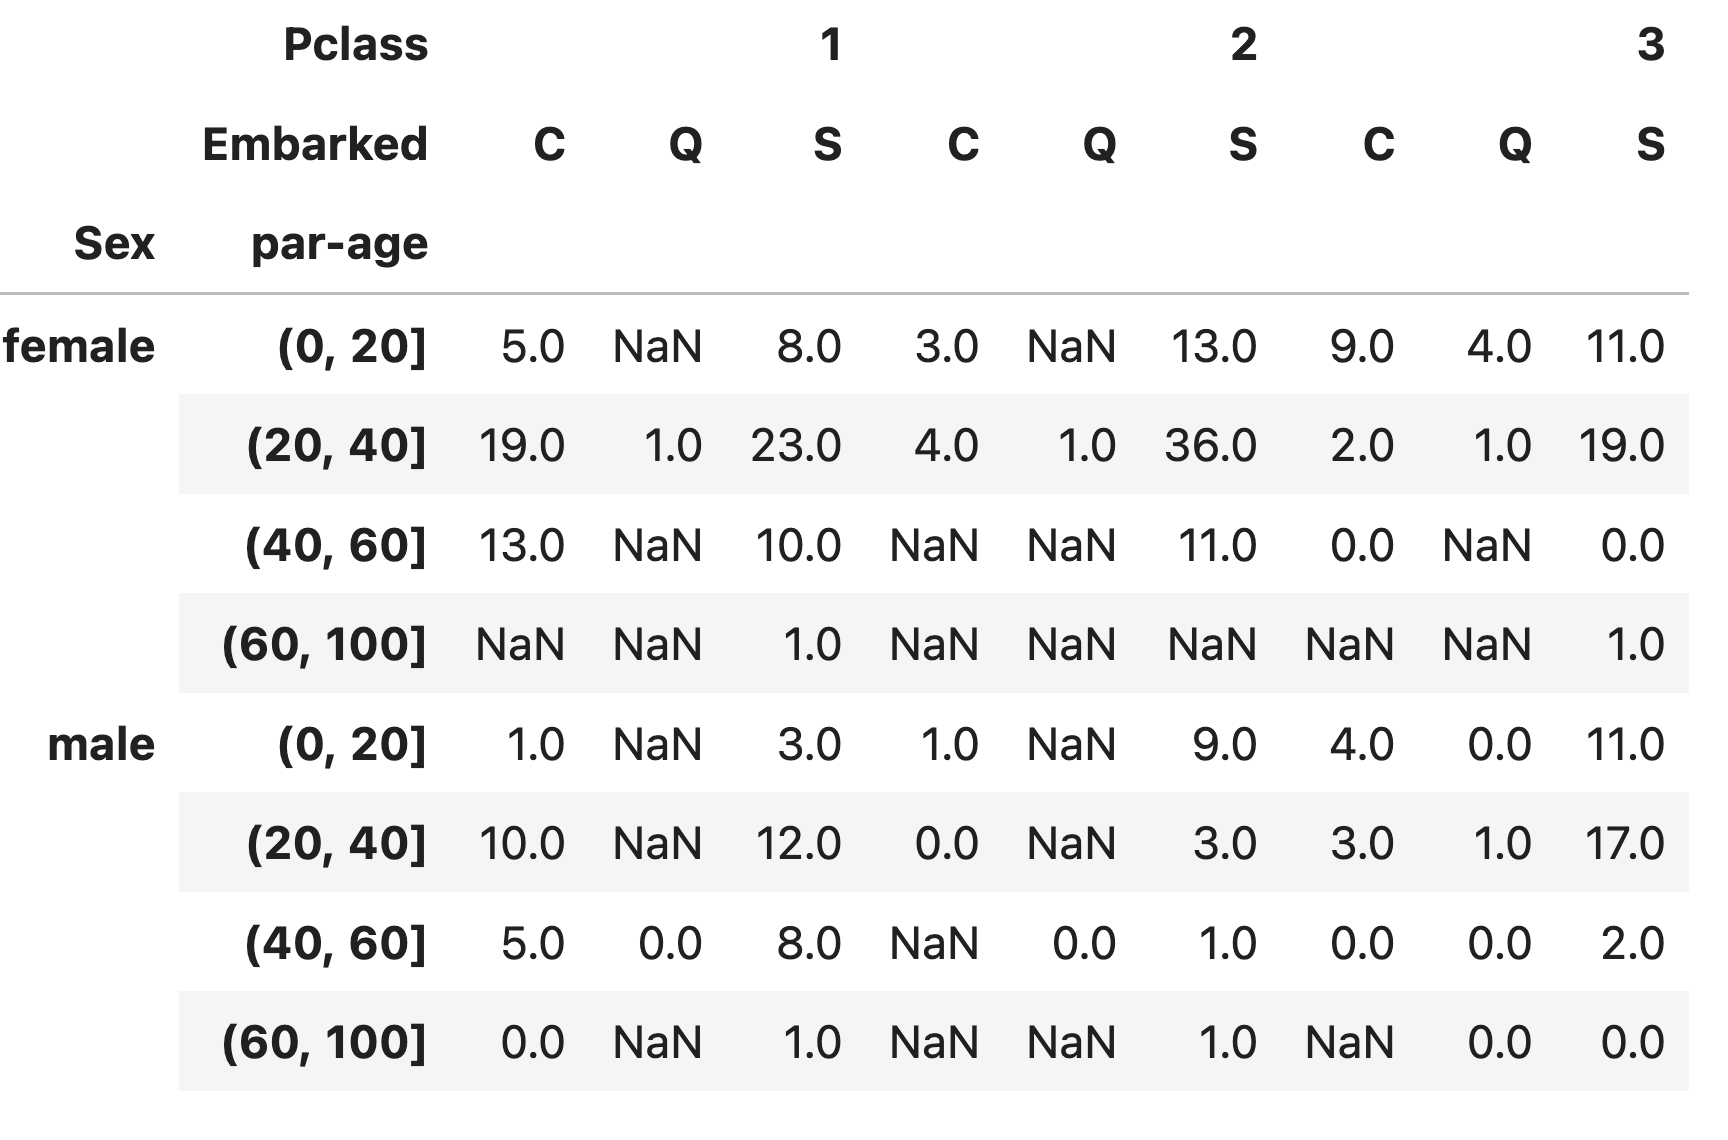 Pclass 1 2 3
Embarked C Q S C Q S C Q S
Sex par-age
female (0, 20] 5.0 NaN 8.0 3.0 NaN 13.0 9.0 4.0 11.0
(20, 40] 19.0 1.0 23.0 4.0 1.0 36.0 2.0 1.0 19.0
(40, 60] 13.0 NaN 10.0 NaN NaN 11.0 0.0 NaN 0.0
(60, 100] NaN NaN 1.0 NaN NaN NaN NaN NaN 1.0
male (0, 20] 1.0 NaN 3.0 1.0 NaN 9.0 4.0 0.0 11.0
(20, 40] 10.0 NaN 12.0 0.0 NaN 3.0 3.0 1.0 17.0
(40, 60] 5.0 0.0 8.0 NaN 0.0 1.0 0.0 0.0 2.0
(60, 100] 0.0 NaN 1.0 NaN NaN 1.0 NaN 0.0 0.0